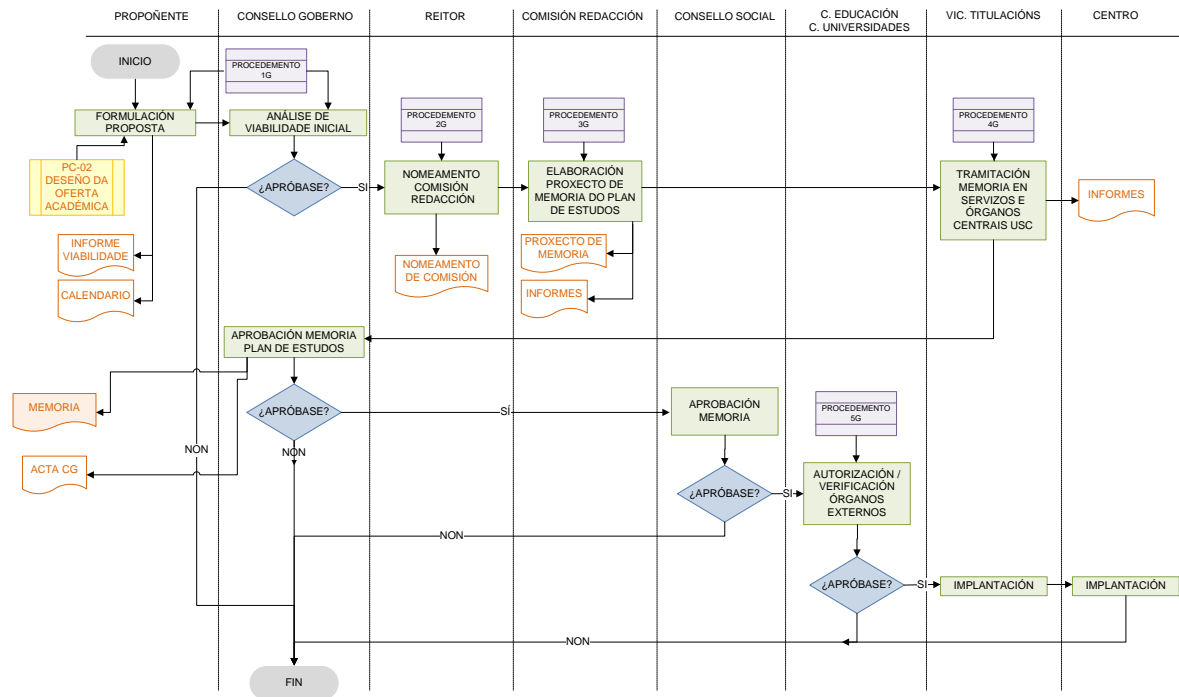 PROPOÑENTE
CONSELLO GOBERNO
REITOR
COMISIÓN REDACCIÓN
CONSELLO SOCIAL
C. EDUCACIÓN
C. UNIVERSIDADES
VIC. TITULACIÓNS
CENTRO
INICIO
PROCEDEMENTO
1G
FORMULACIÓN
PROPOSTA
ANÁLISE DE
VIABILIDADE INICIAL
PROCEDEMENTO
2G
PROCEDEMENTO
3G
PROCEDEMENTO
4G
PC-02
DESEÑO DA
OFERTA
ACADÉMICA
¿APRÓBASE?
SI
NOMEAMENTO
COMISIÓN
REDACCIÓN
ELABORACIÓN
PROXECTO DE
MEMORIA DO PLAN
DE ESTUDOS
TRAMITACIÓN
MEMORIA EN
SERVIZOS E
ÓRGANOS
CENTRAIS USC
INFORMES
INFORME
VIABILIDADE
CALENDARIO
NOMEAMENTO
DE COMISIÓN
PROXECTO DE
MEMORIA
INFORMES
APROBACIÓN MEMORIA
PLAN DE ESTUDOS
MEMORIA
¿APRÓBASE?
SÍ
APROBACIÓN
MEMORIA
PROCEDEMENTO
5G
NON
NON
ACTA CG
¿APRÓBASE?
SI
AUTORIZACIÓN /
VERIFICACIÓN
ÓRGANOS
EXTERNOS
NON
¿APRÓBASE?
SI
IMPLANTACIÓN
IMPLANTACIÓN
NON
FIN